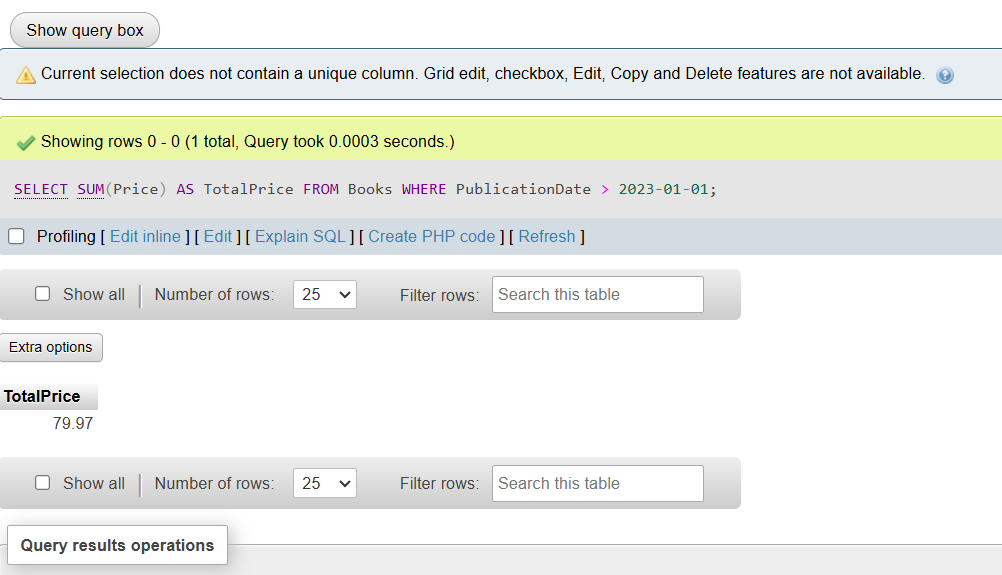 Show query box
Current selection does not contain a unique column. Grid edit, checkbox, Edit, Copy and Delete features are not available.
Showing rows 0 - 0 (1 total, Query took 0.0003 seconds.)
SELECT SUM(Price) AS TotalPrice FROM Books WHERE PublicationDate > 2023-01-01;
Profiling [ Edit inline ] [ Edit ] [ Explain SQL ] [ Create PHP code ] [ Refresh ]
Show all | Number of rows: 25 Filter rows: Search this table
Extra options
TotalPrice
79.97
Show all | Number of rows: 25 Filter rows: Search this table
Query results operations